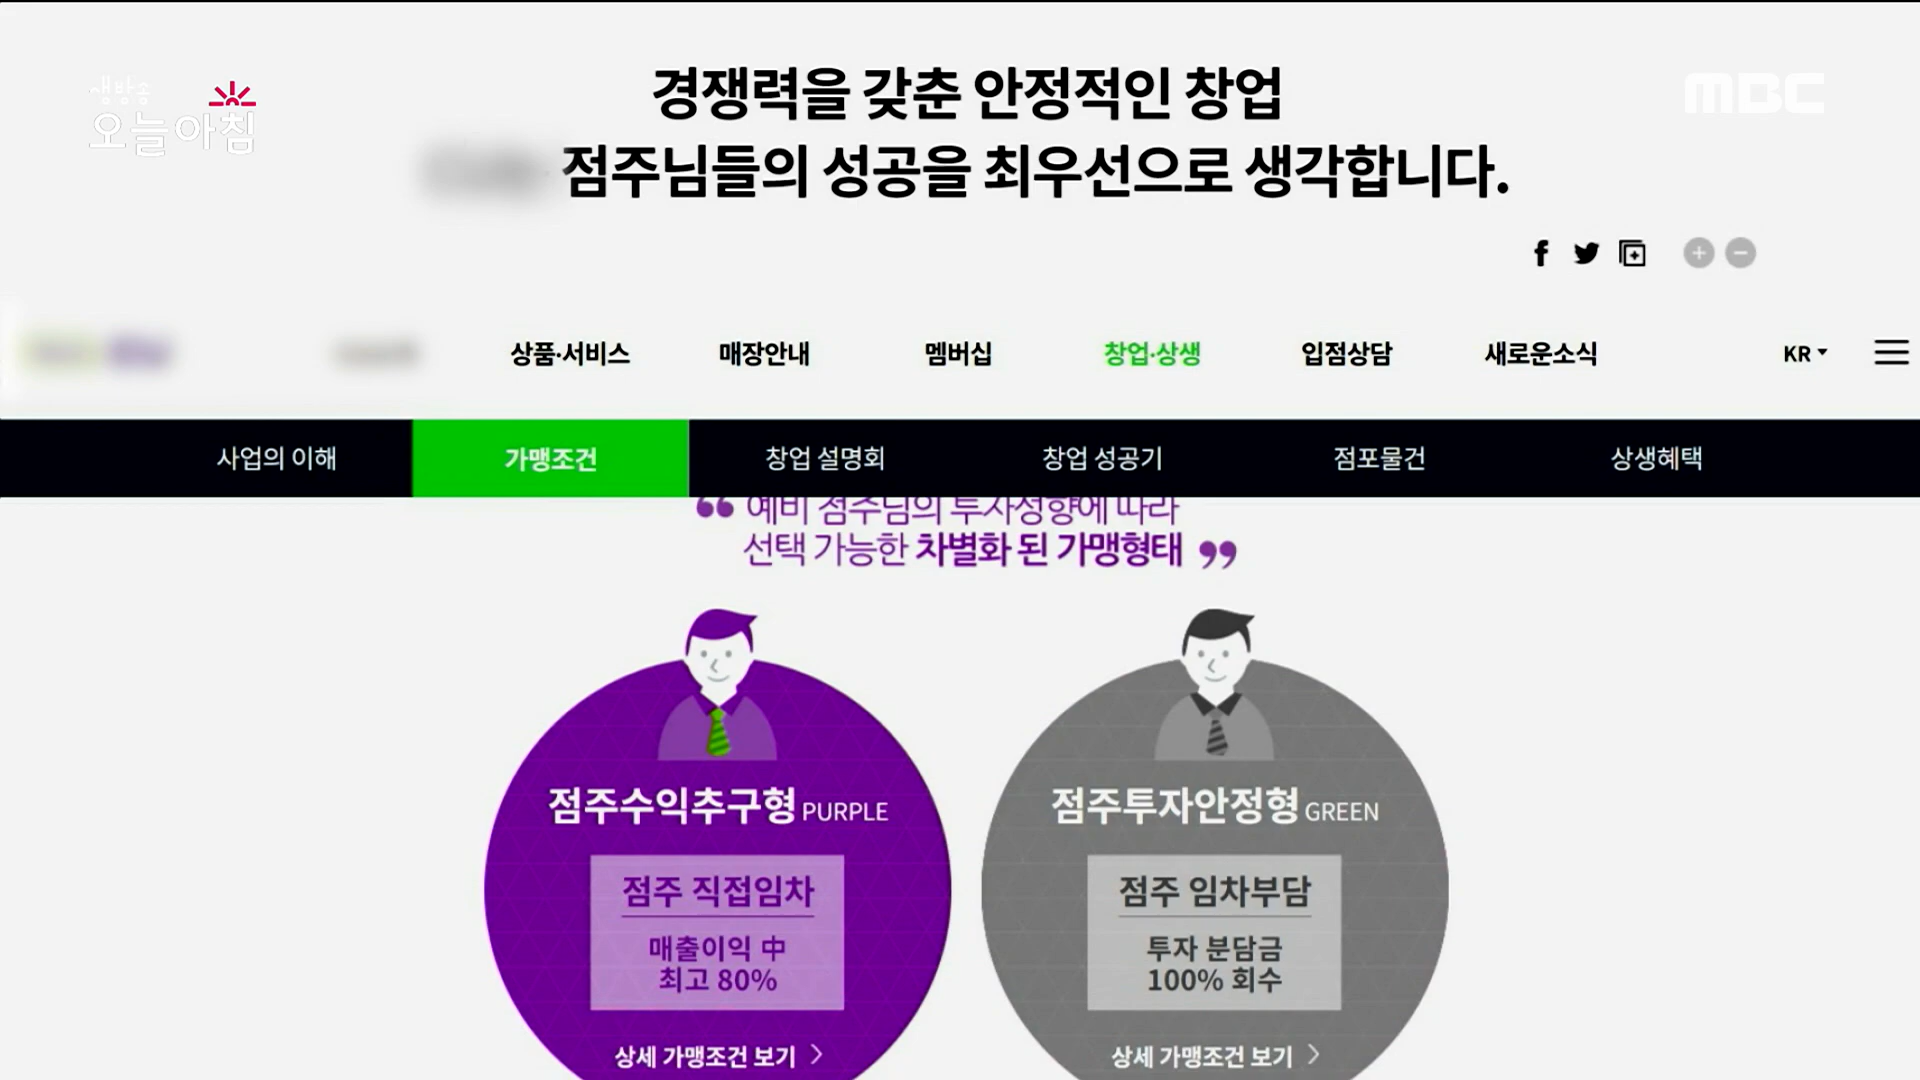 경쟁력을 갖춘 안정적인 창업
생방송
오늘아침
MBC
점주님들의 성공을 최우선으로 생각합니다.
상품·서비스
매장안내
멤버십
창업·상생
입점상담
새로운소식
KR
사업의 이해
가맹조건
창업 설명회
창업 성공기
점포물건
상생혜택
“ 예비 점주님의 투자성향에 따라
선택 가능한 차별화 된 가맹형태 ”
점주수익추구형 PURPLE
점주 직접임차
매출이익 中
최고 80%
상세 가맹조건 보기 >
점주투자안정형 GREEN
점주 임차부담
투자 분담금
100% 회수
상세 가맹조건 보기 >